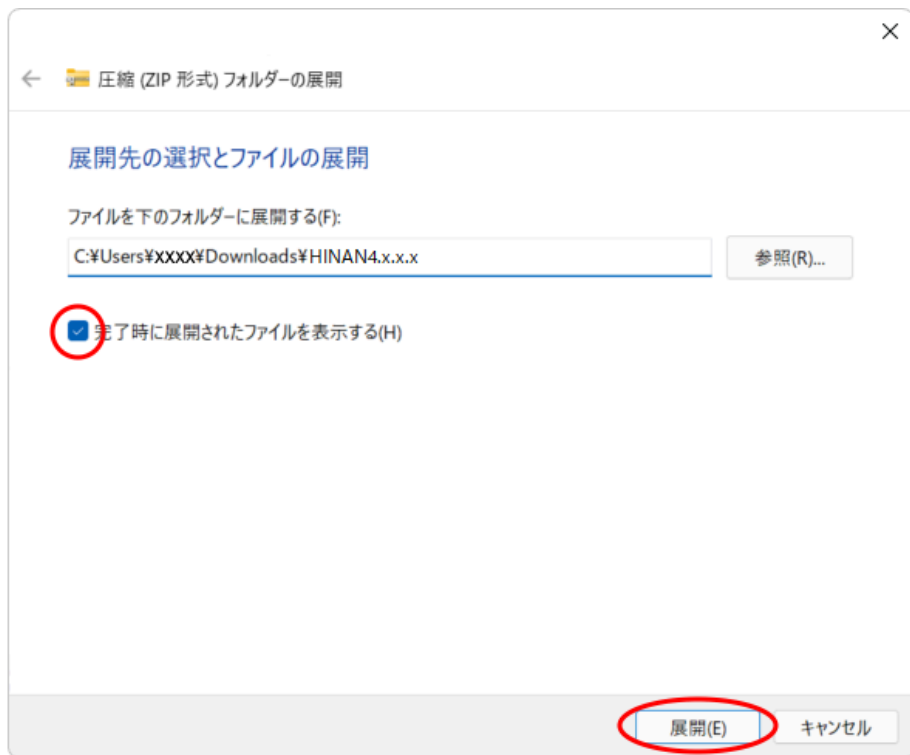 圧縮 (ZIP 形式) フォルダーの展開
展開先の選択とファイルの展開
ファイルを下のフォルダーに展開する(F):
C:¥Users¥XXXX¥Downloads¥HINAN4.x.x.x
参照(R)...
完了時に展開されたファイルを表示する(H)
展開(E)
キャンセル